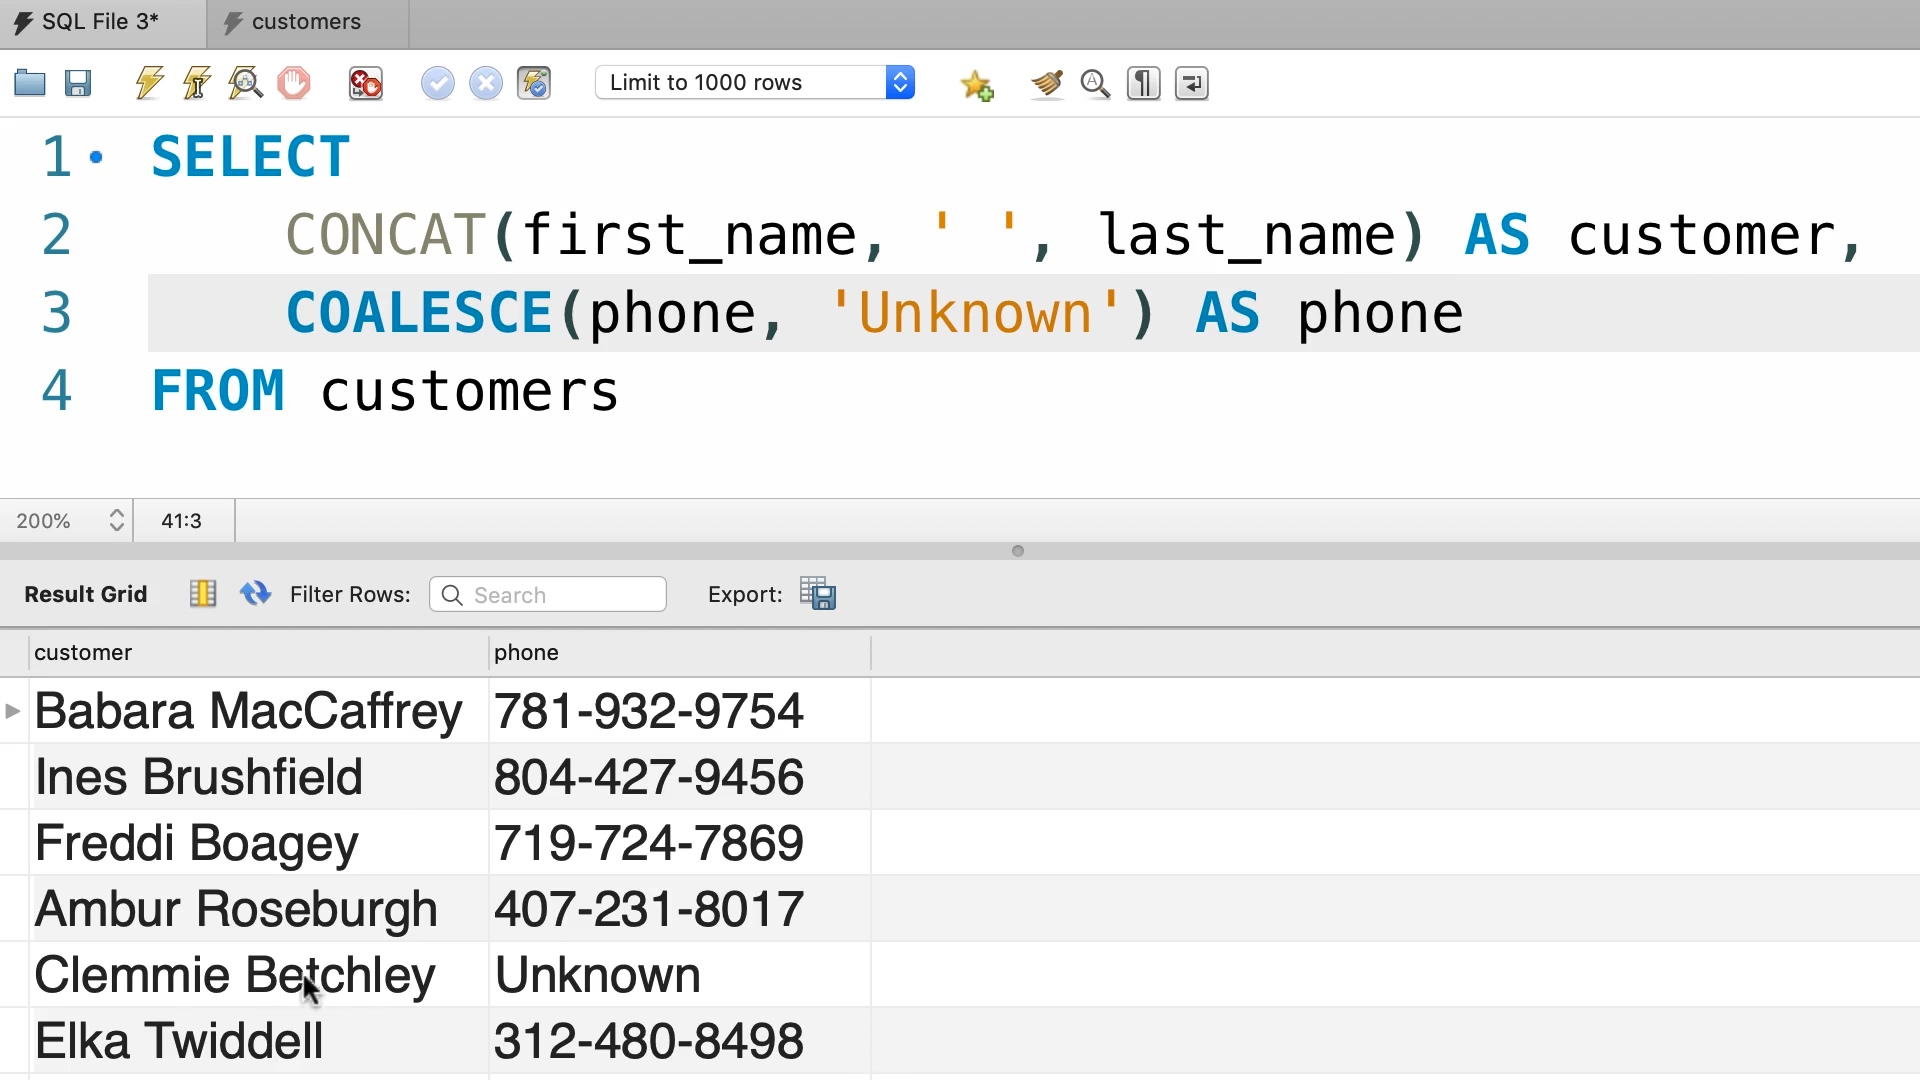 SQL File 3* customers
Limit to 1000 rows
1 SELECT
2 CONCAT(first_name, ' ', last_name) AS customer,
3 COALESCE(phone, 'Unknown') AS phone
4 FROM customers
200% 41:3
Result Grid Filter Rows: Search Export:
customer phone
Babara MacCaffrey 781-932-9754
Ines Brushfield 804-427-9456
Freddi Boagey 719-724-7869
Ambur Roseburgh 407-231-8017
Clemmie Betchley Unknown
Elka Twiddell 312-480-8498